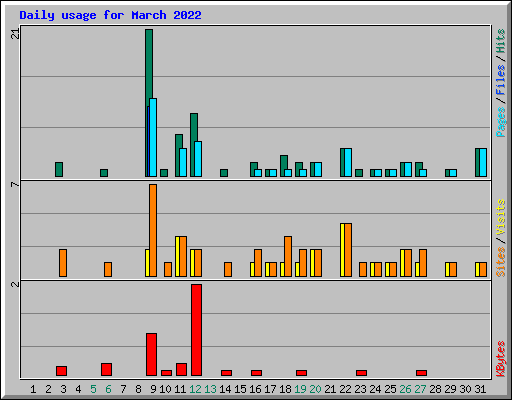 Daily usage for March 2022
21
Pages/Files/Hits
7
Sites/Visits
2
KBytes
1 2 3 4 5 6 7 8 9 10 11 12 13 14 15 16 17 18 19 20 21 22 23 24 25 26 27 28 29 30 31